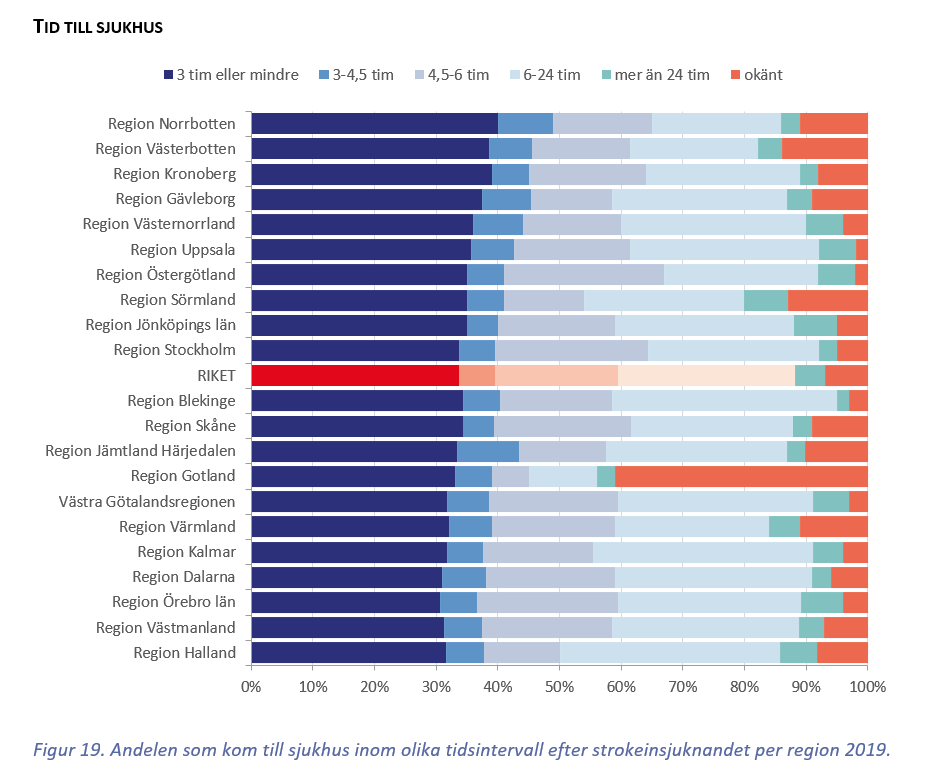 TID TILL SJUKHUS
3 tim eller mindre 3-4,5 tim 4,5-6 tim 6-24 tim mer än 24 tim okänt
Region Norrbotten
Region Västerbotten
Region Kronoberg
Region Gävleborg
Region Västernorrland
Region Uppsala
Region Östergötland
Region Sörmland
Region Jönköpings län
Region Stockholm
RIKET
Region Blekinge
Region Skåne
Region Jämtland Härjedalen
Region Gotland
Västra Götalandsregionen
Region Värmland
Region Kalmar
Region Dalarna
Region Örebro län
Region Västmanland
Region Halland
0% 10% 20% 30% 40% 50% 60% 70% 80% 90% 100%
Figur 19. Andelen som kom till sjukhus inom olika tidsintervall efter strokeinsjuknandet per region 2019.